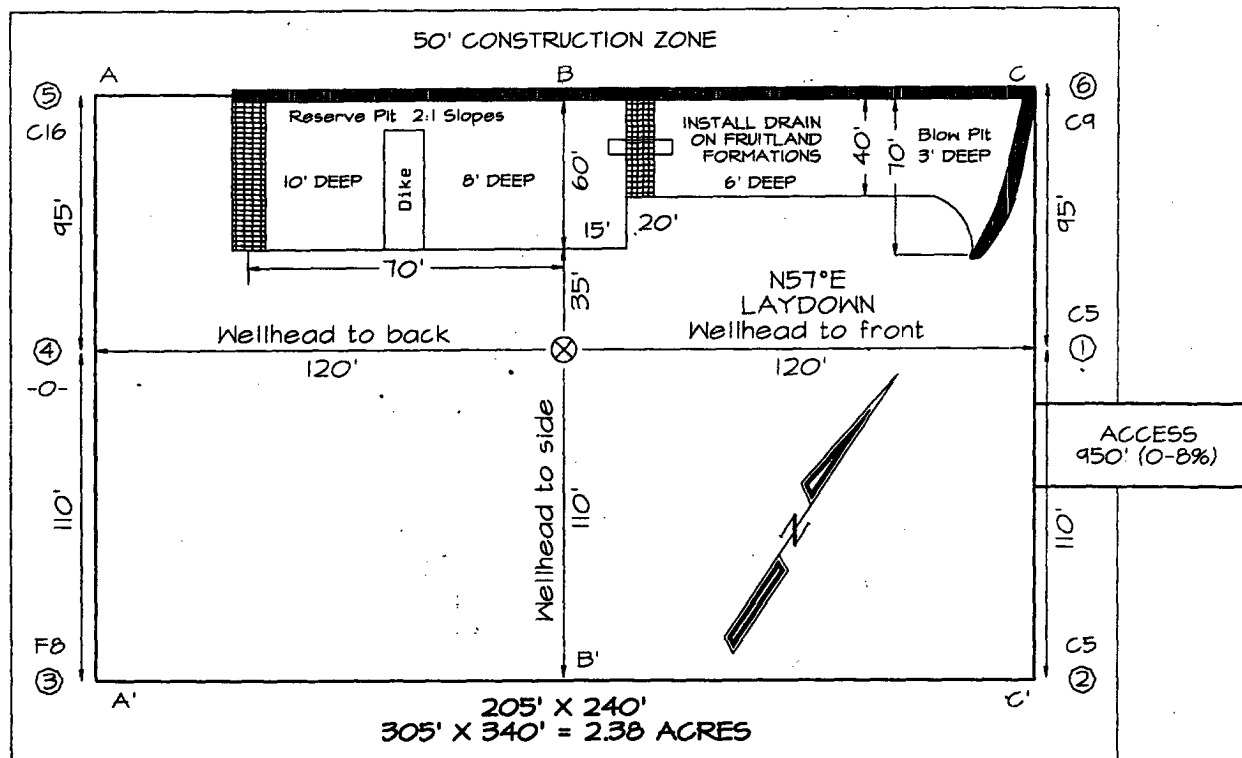 50' CONSTRUCTION ZONE
A
B
C
5
6
C16
C9
Reserve Pit 2:1 Slopes
INSTALL DRAIN
ON FRUITLAND
FORMATIONS
6' DEEP
40'
70'
Blow Pit
3' DEEP
10' DEEP
Dike
8' DEEP
60'
15'
20'
95'
95'
70'
35'
N57°E
LAYDOWN
Wellhead to front
C5
Wellhead to back
4
1
120'
120'
-0-
ACCESS
950' (0-8%)
Wellhead to side
110'
110'
110'
N
F8
C5
3
2
A'
B'
C'
205' X 240'
305' X 340' = 2.38 ACRES